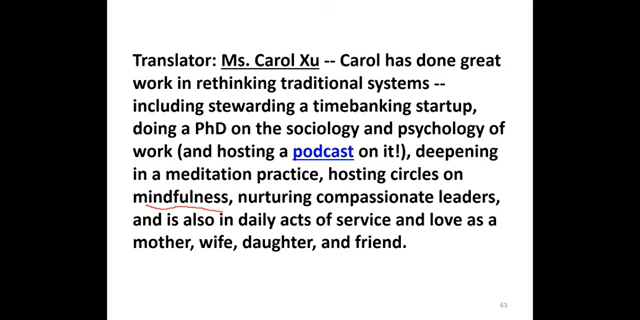 Translator: Ms. Carol Xu -- Carol has done great
work in rethinking traditional systems --
including stewarding a timebanking startup,
doing a PhD on the sociology and psychology of
work (and hosting a podcast on it!), deepening
in a meditation practice, hosting circles on
mindfulness, nurturing compassionate leaders,
and is also in daily acts of service and love as a
mother, wife, daughter, and friend.
63